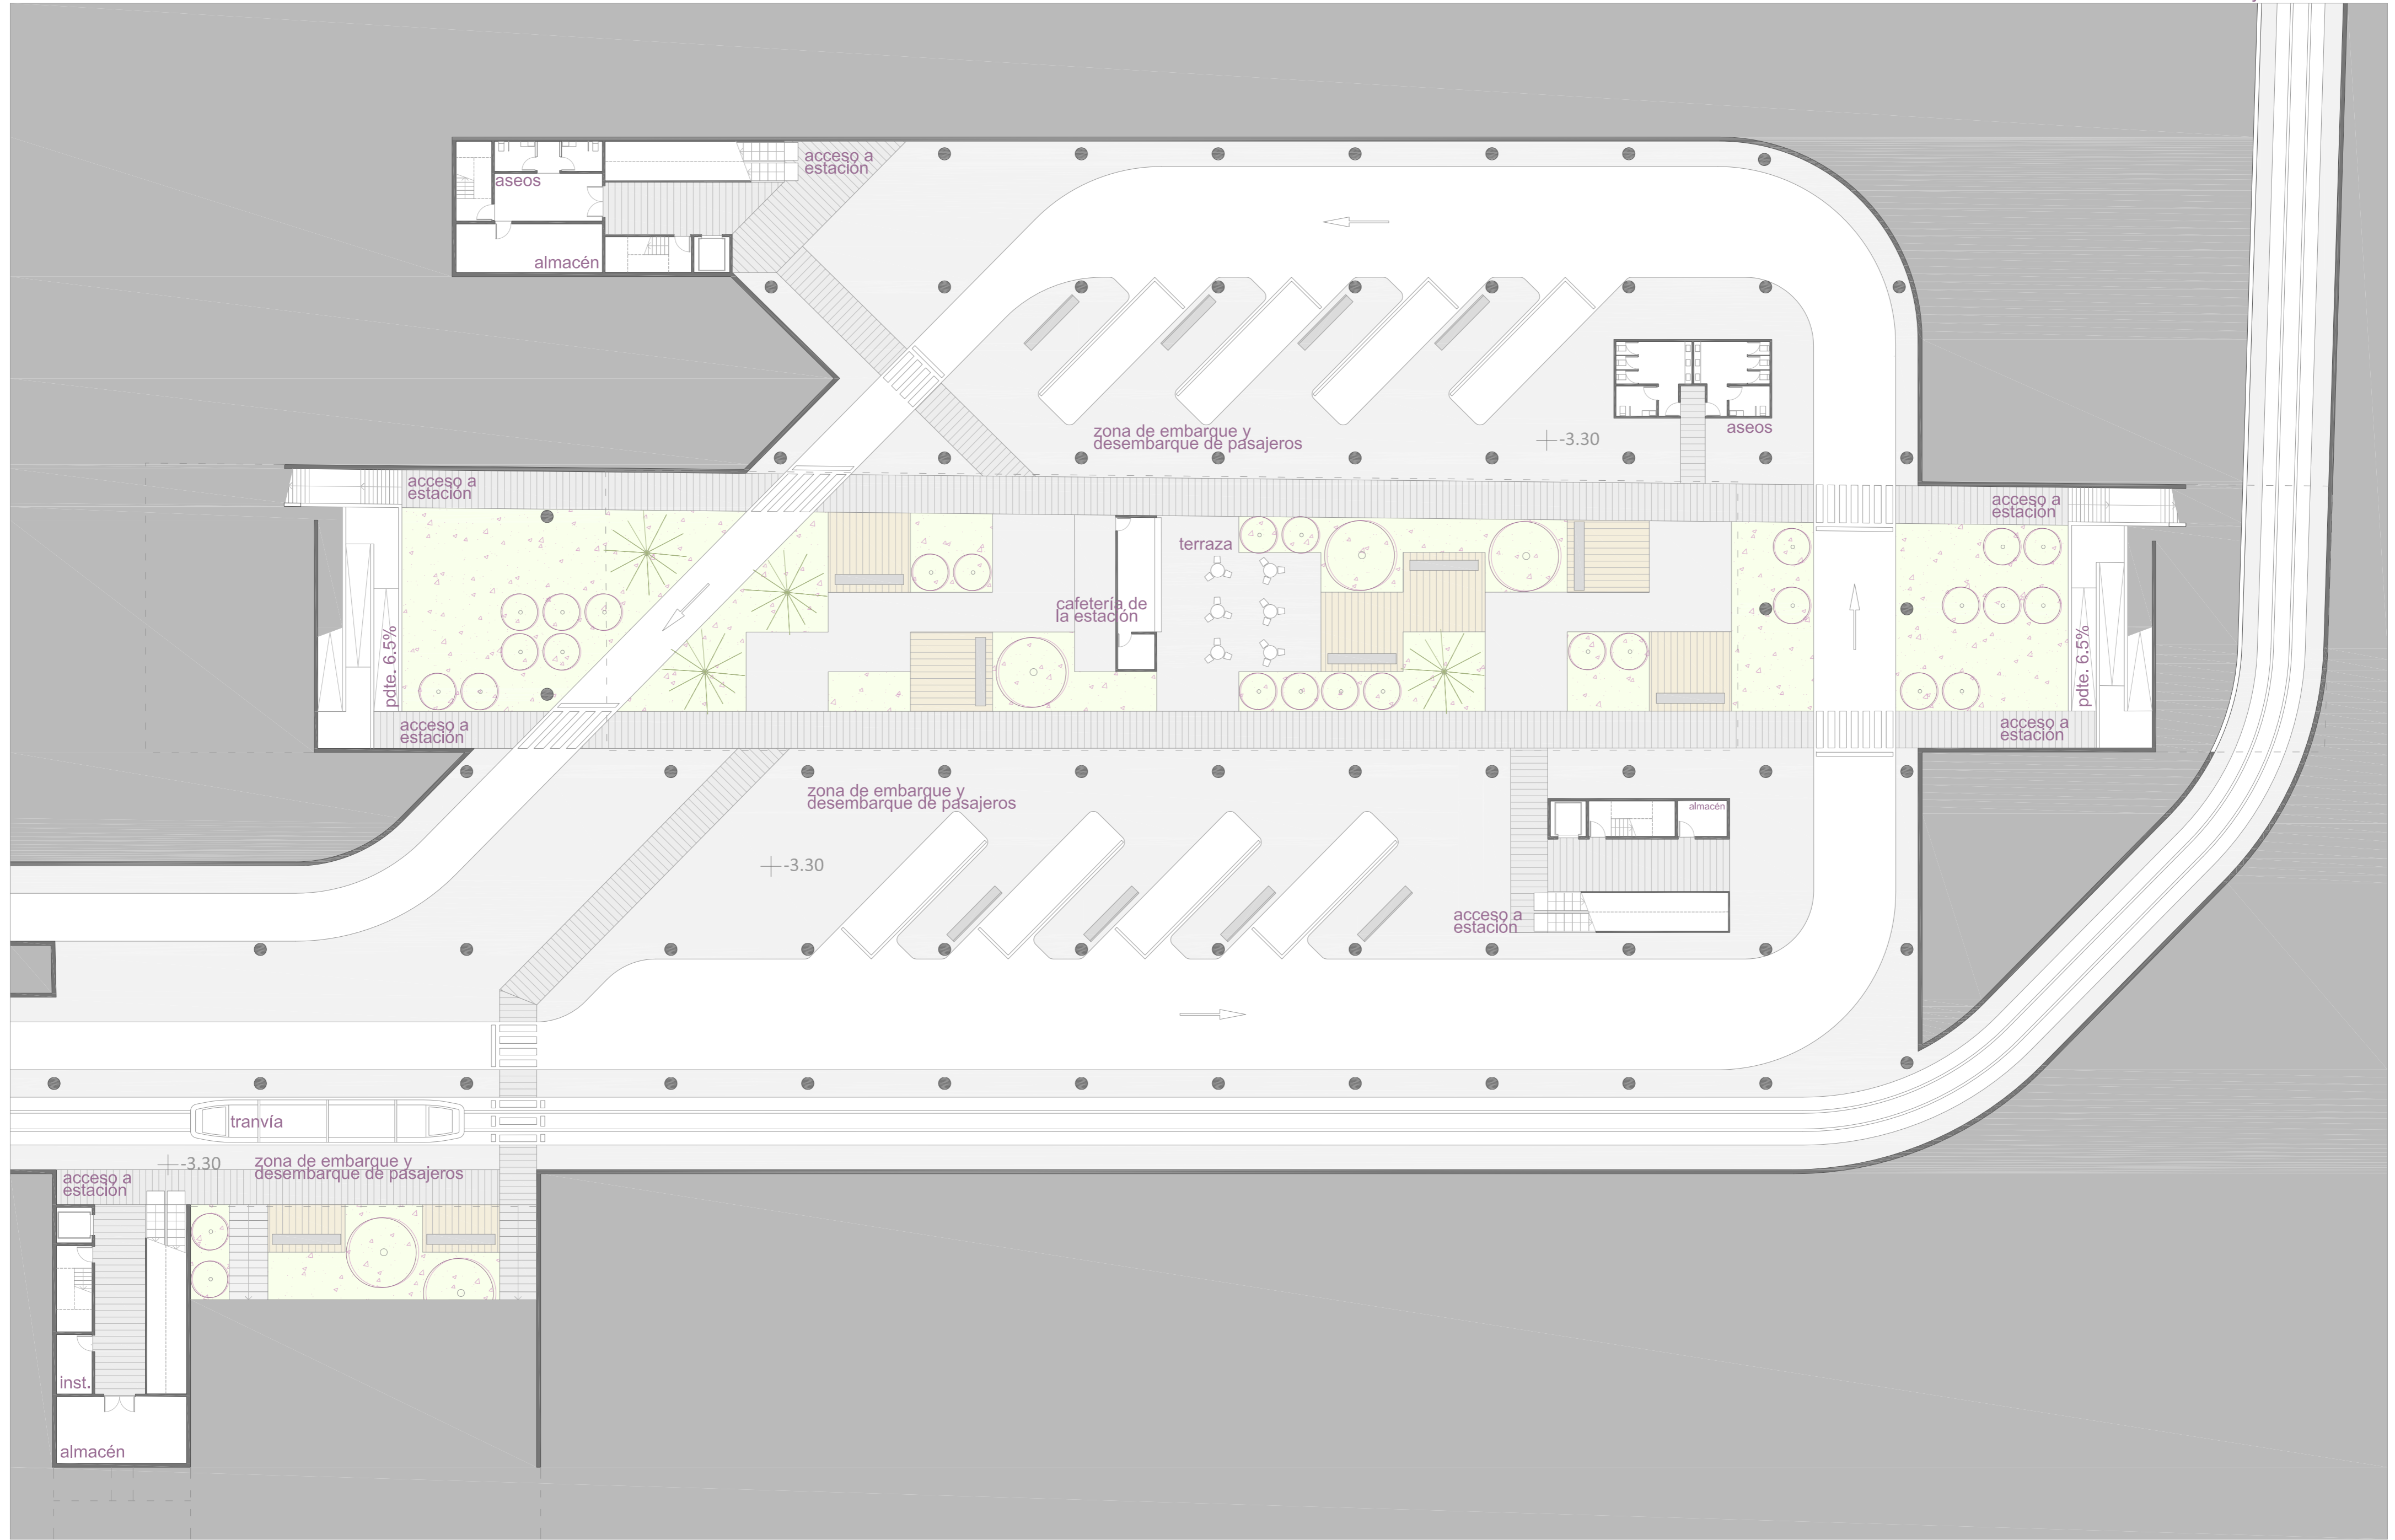 acceso a
estación
aseos
almacén
zona de embarque y
desembarque de pasajeros
-3.30
aseos
acceso a
estación
acceso a
estación
terraza
cafetería de
la estación
pdte. 6.5%
pdte. 6.5%
acceso a
estación
acceso a
estación
zona de embarque y
desembarque de pasajeros
almacén
-3.30
acceso a
estación
tranvía
-3.30
zona de embarque y
desembarque de pasajeros
acceso a
estación
inst.
almacén